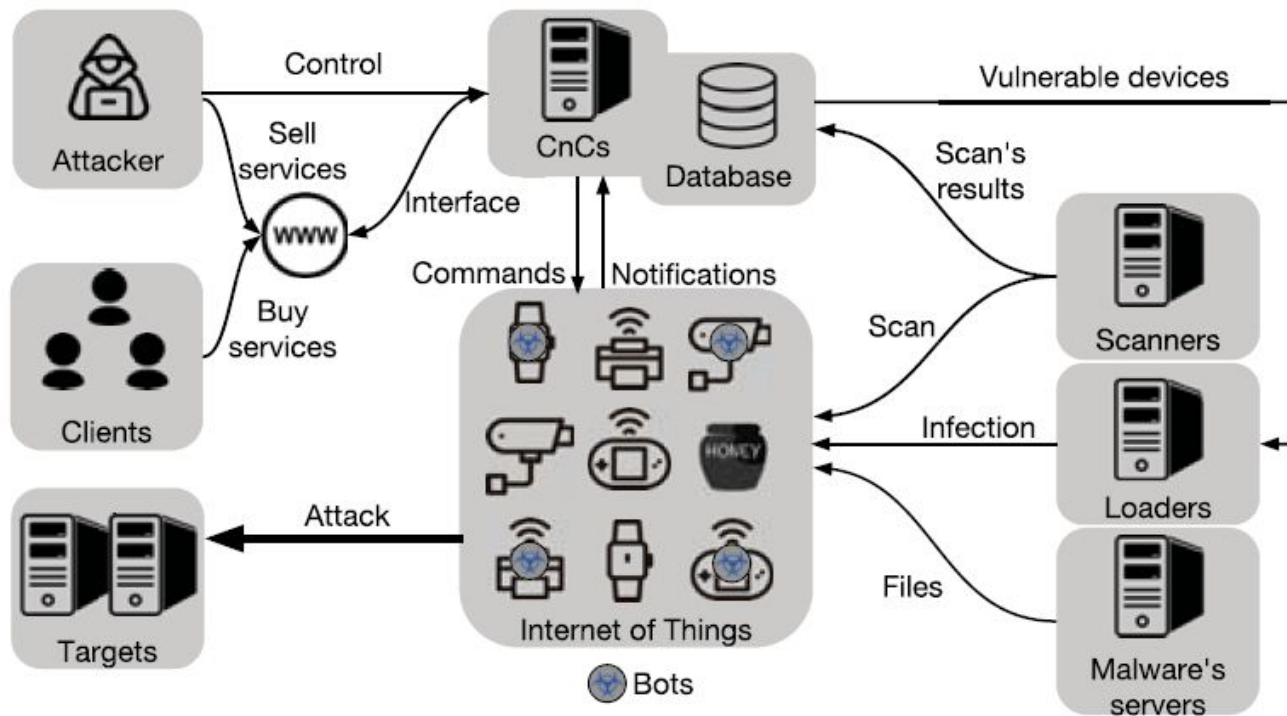 Attacker
Control
Sell
services
www
Interface
CnCs
Database
Vulnerable devices
Scan's
results
Commands
Notifications
Buy
services
Clients
Scan
Scanners
HONEY
Infection
Loaders
Attack
Targets
Files
Internet of Things
Malware's
servers
Bots